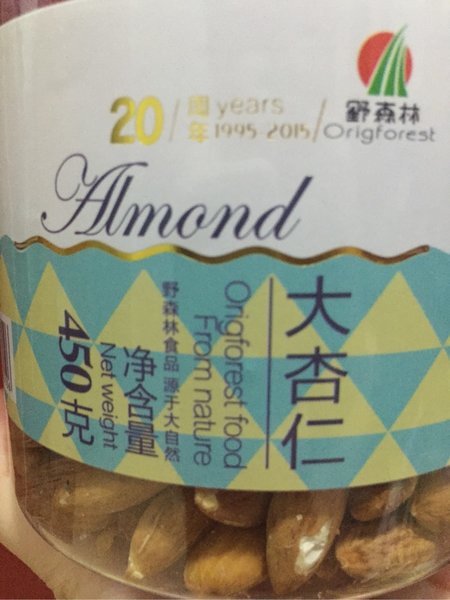 20/周年 years 1995-2015/
野森林
Origforest
Almond
大杏仁
Origforest food
From nature
野森林食品 源于大自然
净含量
Net weight
450克